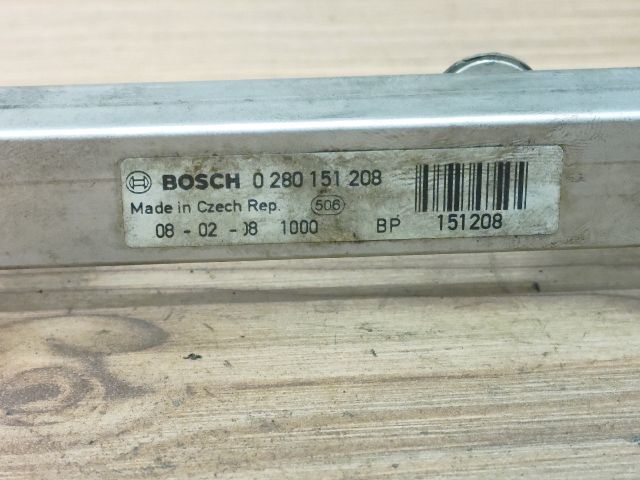 BOSCH 0 280 151 208
Made in Czech Rep. 506
08 - 02 - 08 1000 BP 151208